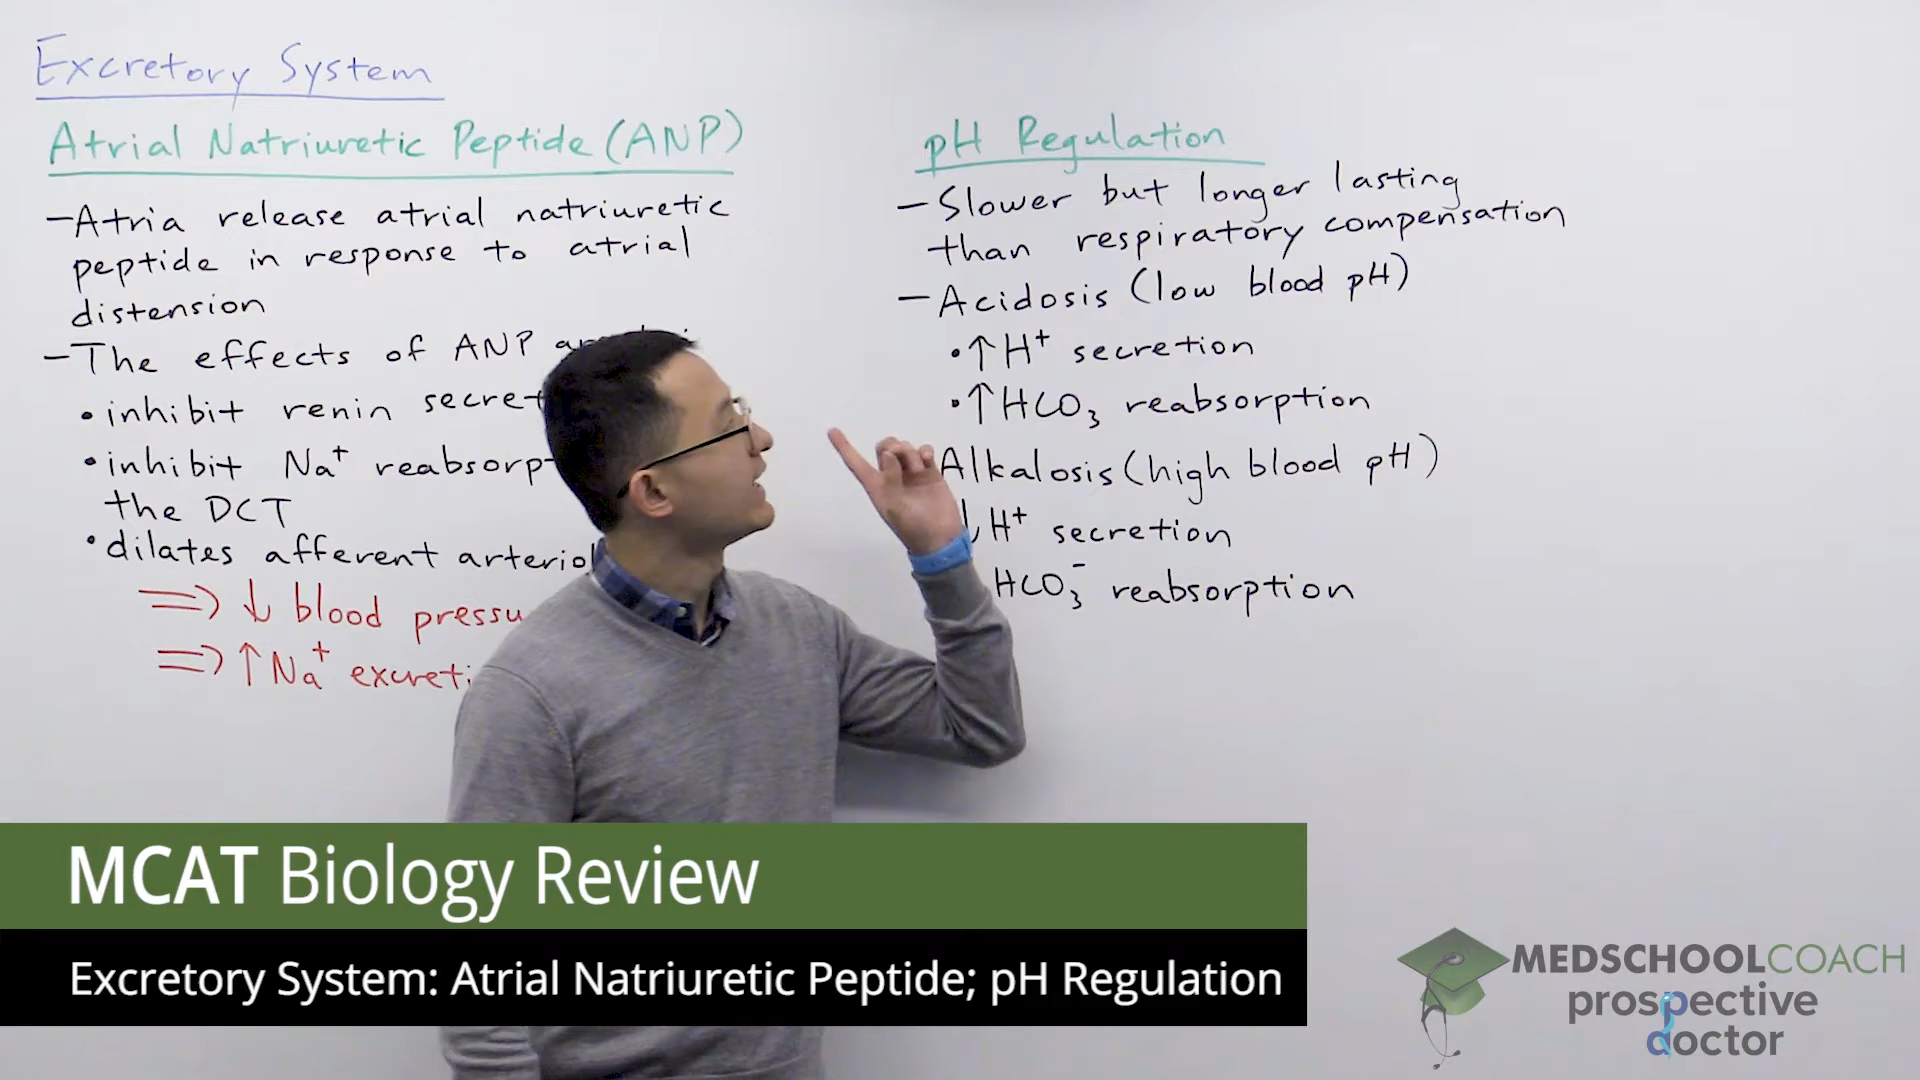 Excretory System
Atrial Natriuretic Peptide (ANP)
-Atria release atrial natriuretic
peptide in response to atrial
distension
-The effects of ANP
• inhibit renin
• inhibit Na⁺
the DCT
• dilates afferent
⇒ ↓ blood
⇒ ↑ Na⁺
pH Regulation
-Slower but longer lasting
than respiratory compensation
-Acidosis (low blood pH)
• ↑ H⁺ secretion
• ↑ HCO₃ reabsorption
Alkalosis (high blood pH)
↓ H⁺ secretion
HCO₃⁻ reabsorption
MCAT Biology Review
Excretory System: Atrial Natriuretic Peptide; pH Regulation
MEDSCHOOLCOACH
prospective
doctor